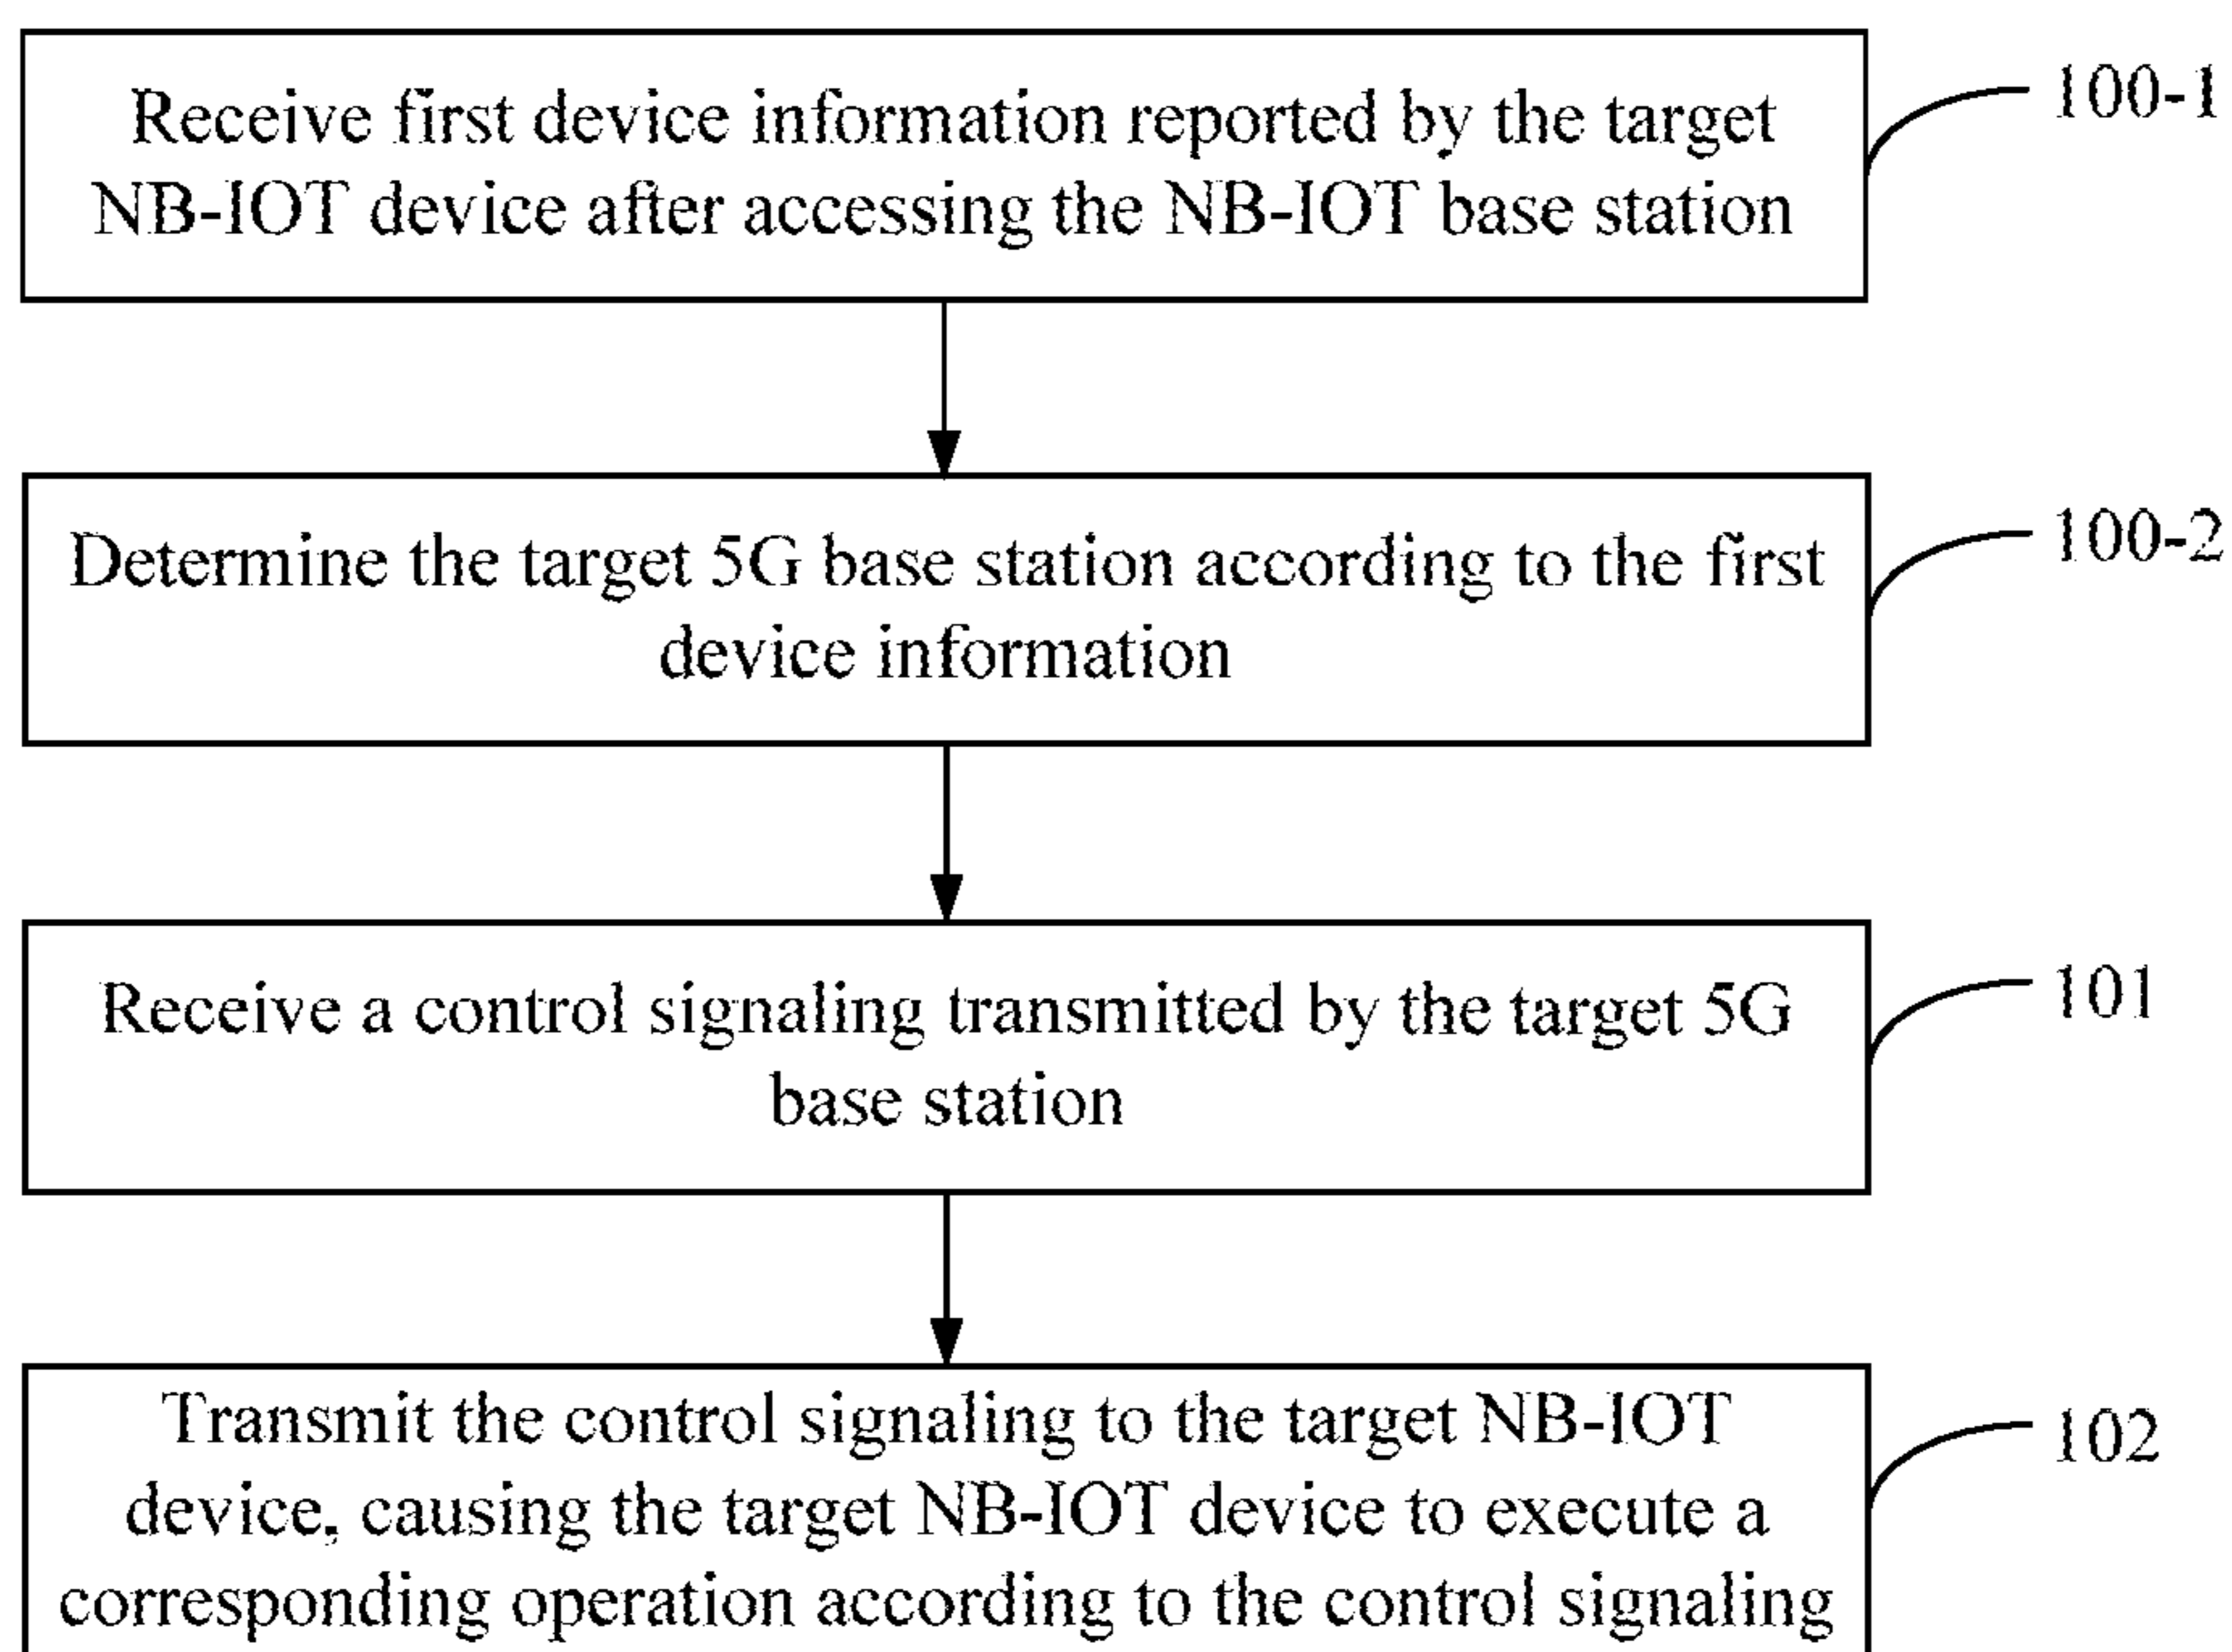 Receive first device information reported by the target
NB-IOT device after accessing the NB-IOT base station
100-1
Determine the target 5G base station according to the first
device information
100-2
Receive a control signaling transmitted by the target 5G
base station
101
Transmit the control signaling to the target NB-IOT
device, causing the target NB-IOT device to execute a
corresponding operation according to the control signaling
102